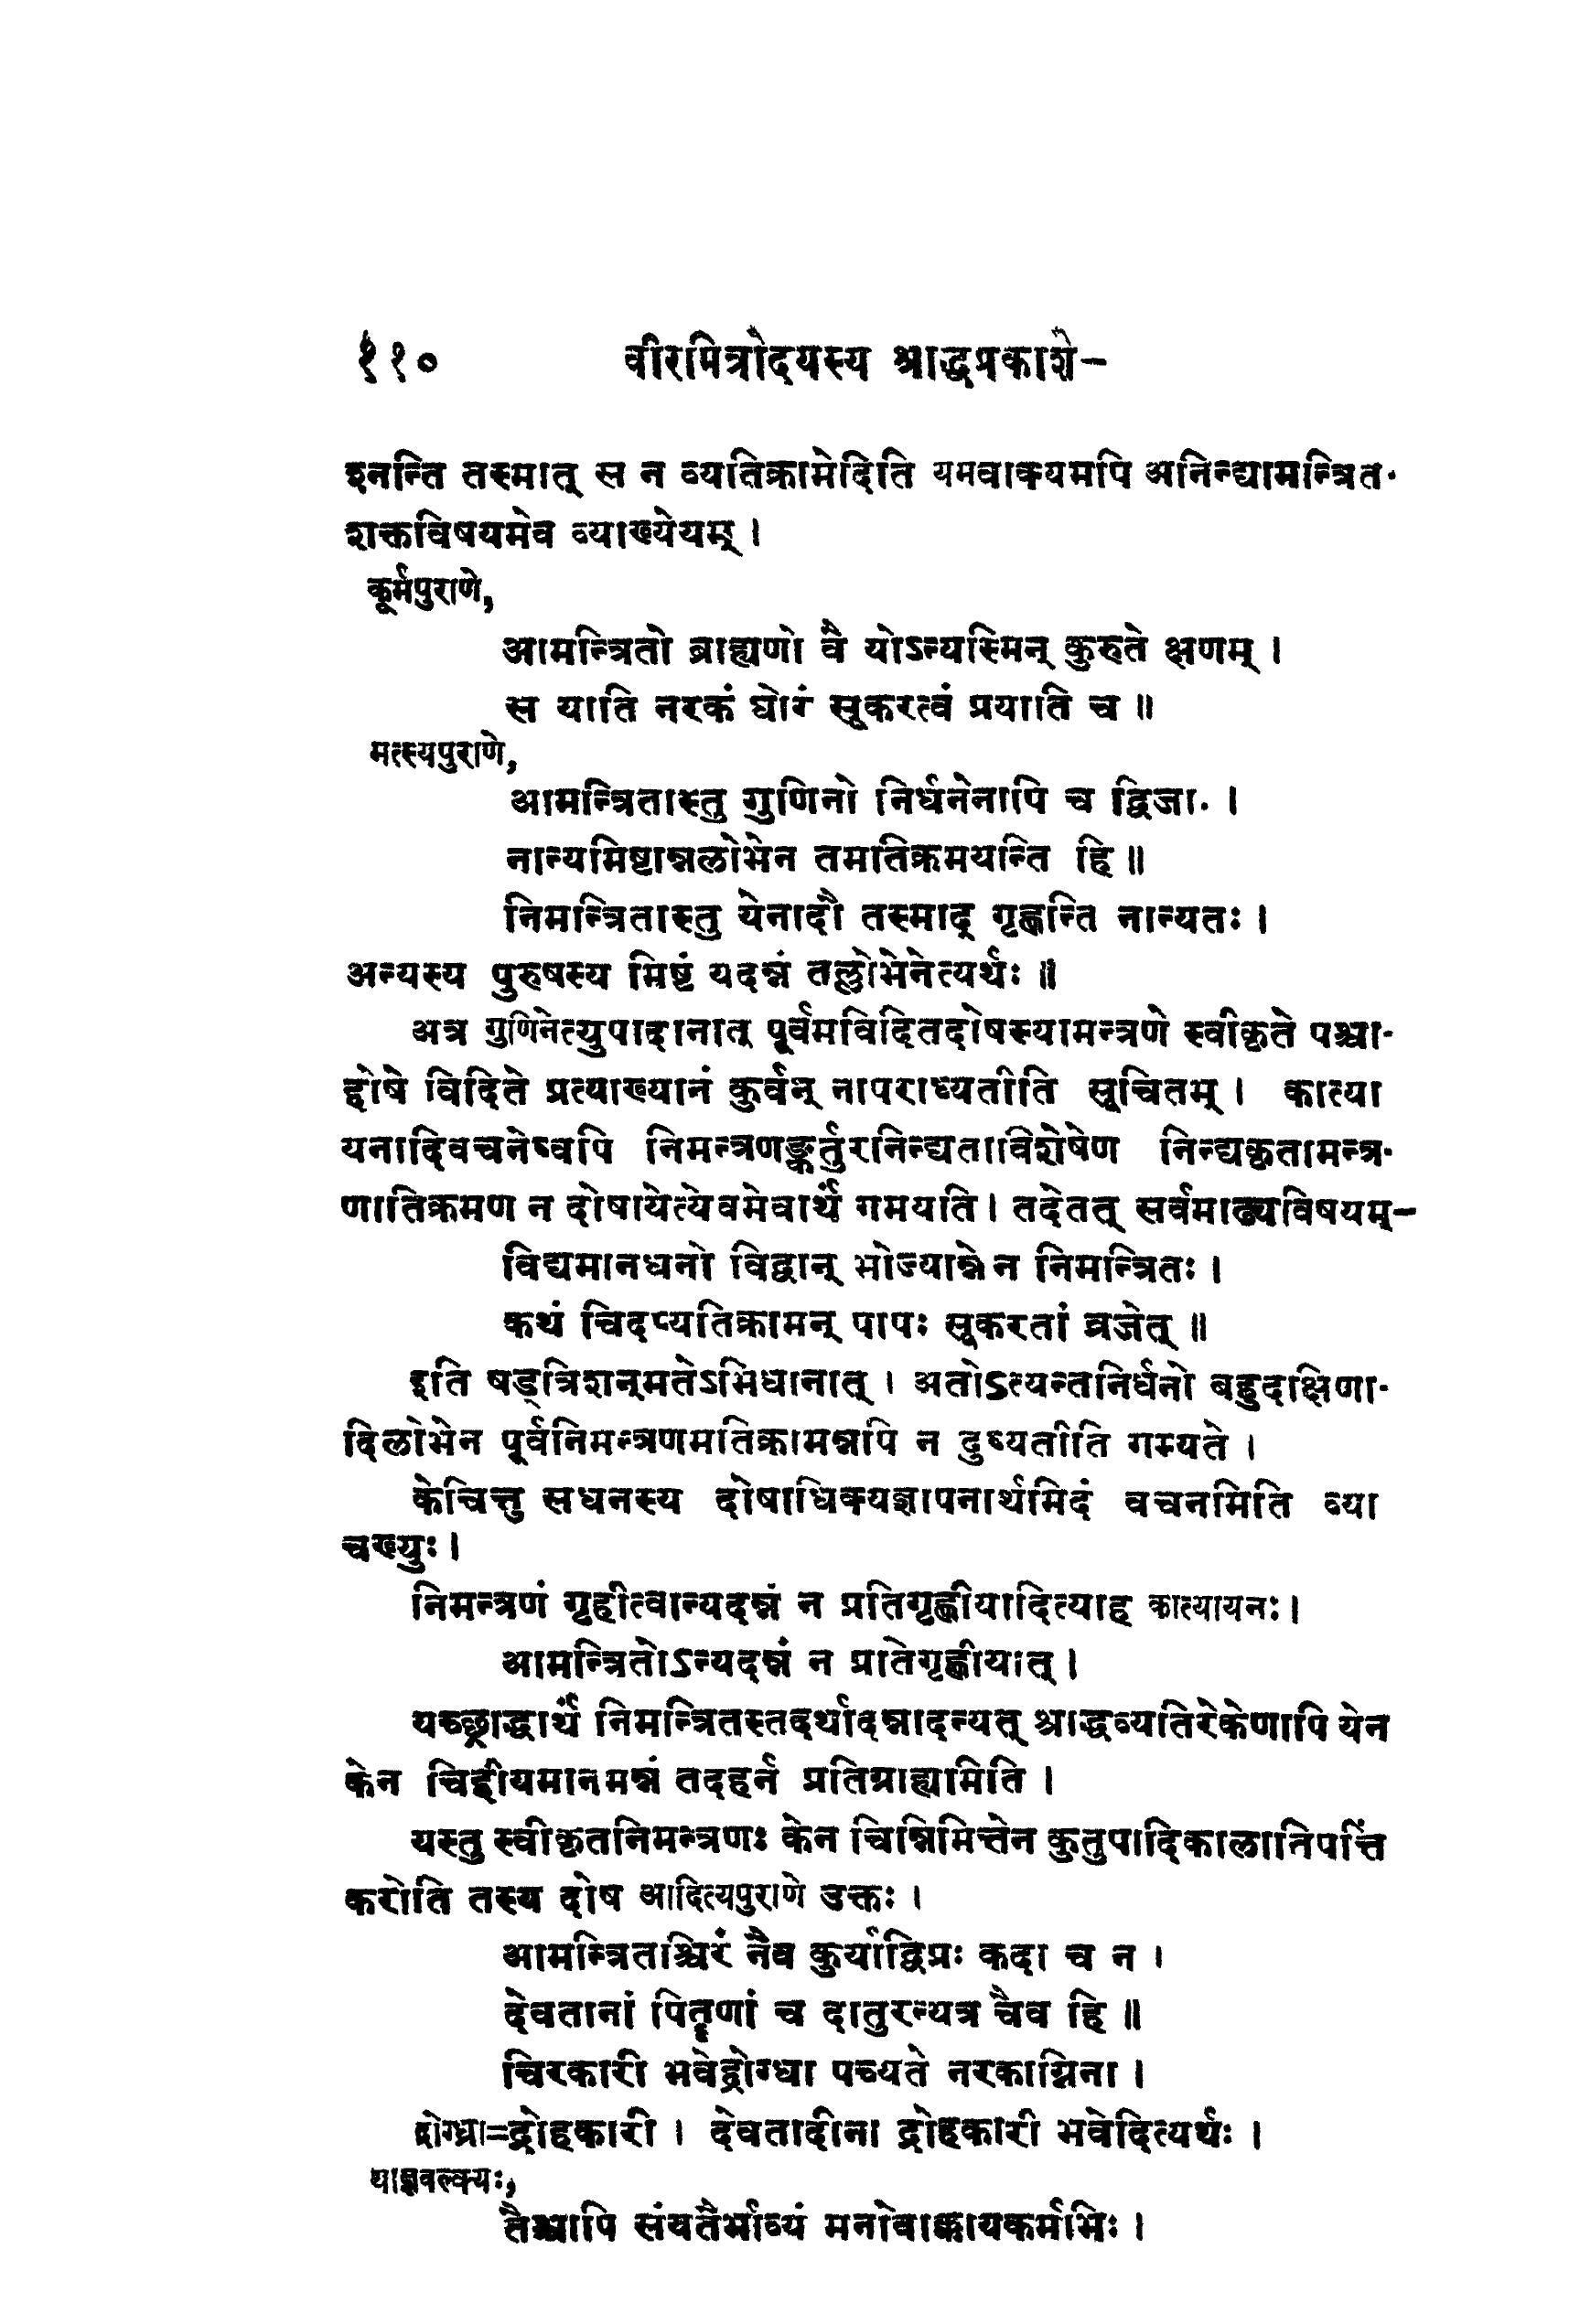 ११० वीरमित्रोदयस्य श्राद्धप्रकाशे-
श्नन्ति तस्मात् स न व्यतिक्रामेदिति यमवाक्यमपि अनिन्द्यामन्त्रित-
शक्तविषयमेव व्याख्येयम् ।
कूर्मपुराणे,
आमन्त्रितो ब्राह्मणो वै योऽन्यस्मिन् कुरुते क्षणम् ।
स याति नरकं घोरं सूकरत्वं प्रयाति च ॥
मत्स्यपुराणे,
आमन्त्रितास्तु गुणिनो निर्धनेनापि च द्विजा. ।
नान्यमिष्टान्नलोभेन तमतिक्रमयन्ति हि ॥
निमन्त्रितास्तु येनादौ तस्माद् गृह्णन्ति नान्यतः ।
अन्यस्य पुरुषस्य मिष्टं यदन्नं तल्लोभेनेत्यर्थः ॥
अत्र गुणिनेत्युपादानात् पूर्वमविदितदोषस्यामन्त्रणे स्वीकृते पश्चा-
द्दोषे विदिते प्रत्याख्यानं कुर्वन् नापराध्यतीति सूचितम् । कात्या
यनादिवचनेष्वपि निमन्त्रणङ्कर्तुरनिन्द्यताविशेषेण निन्द्यकृतामन्त्र-
णातिक्रमण न दोषायेत्येवमेवार्थं गमयति । तदेतत् सर्वमाढ्यविषयम्-
विद्यमानधनो विद्वान् भोज्यान्नेन निमन्त्रितः ।
कथं चिदप्यतिक्रामन् पापः सूकरतां व्रजेत् ॥
इति षड्त्रिशन्मतेऽभिधानात् । अतोऽत्यन्तनिर्धनो बहुदक्षिणा-
दिलोभेन पूर्वनिमन्त्रणमतिक्रामन्नपि न दुष्यतीति गम्यते ।
केचित्तु सधनस्य दोषाधिक्यज्ञापनार्थमिदं वचनमिति व्या
चख्युः ।
निमन्त्रणं गृहीत्वान्यदन्नं न प्रतिगृह्णीयादित्याह कात्यायनः ।
आमन्त्रितोऽन्यदन्नं न प्रातेगृह्णीयात् ।
यच्छ्राद्धार्थं निमन्त्रितस्तदर्थादन्नादन्यत् श्राद्धव्यतिरेकेणापि येन
केन चिद्दीयमानमन्नं तदहर्न प्रतिग्राह्यमिति ।
यस्तु स्वीकृतनिमन्त्रणः केन चिन्निमित्तेन कुतुपादिकालातिपत्तिं
करोति तस्य दोष आदित्यपुराणे उक्तः ।
आमन्त्रितश्चिरं नैव कुर्याद्विप्रः कदा च न ।
देवतानां पितॄणां च दातुरन्यत्र चैव हि ॥
चिरकारी भवेद्रोग्धा पच्यते नरकाग्निना ।
द्रोग्ध्रा=द्रोहकारी । देवतादीना द्रोहकारी भवेदित्यर्थः ।
याज्ञवल्क्यः,
तैश्चापि संयतैर्भाव्यं मनोवाक्कायकर्मभिः ।